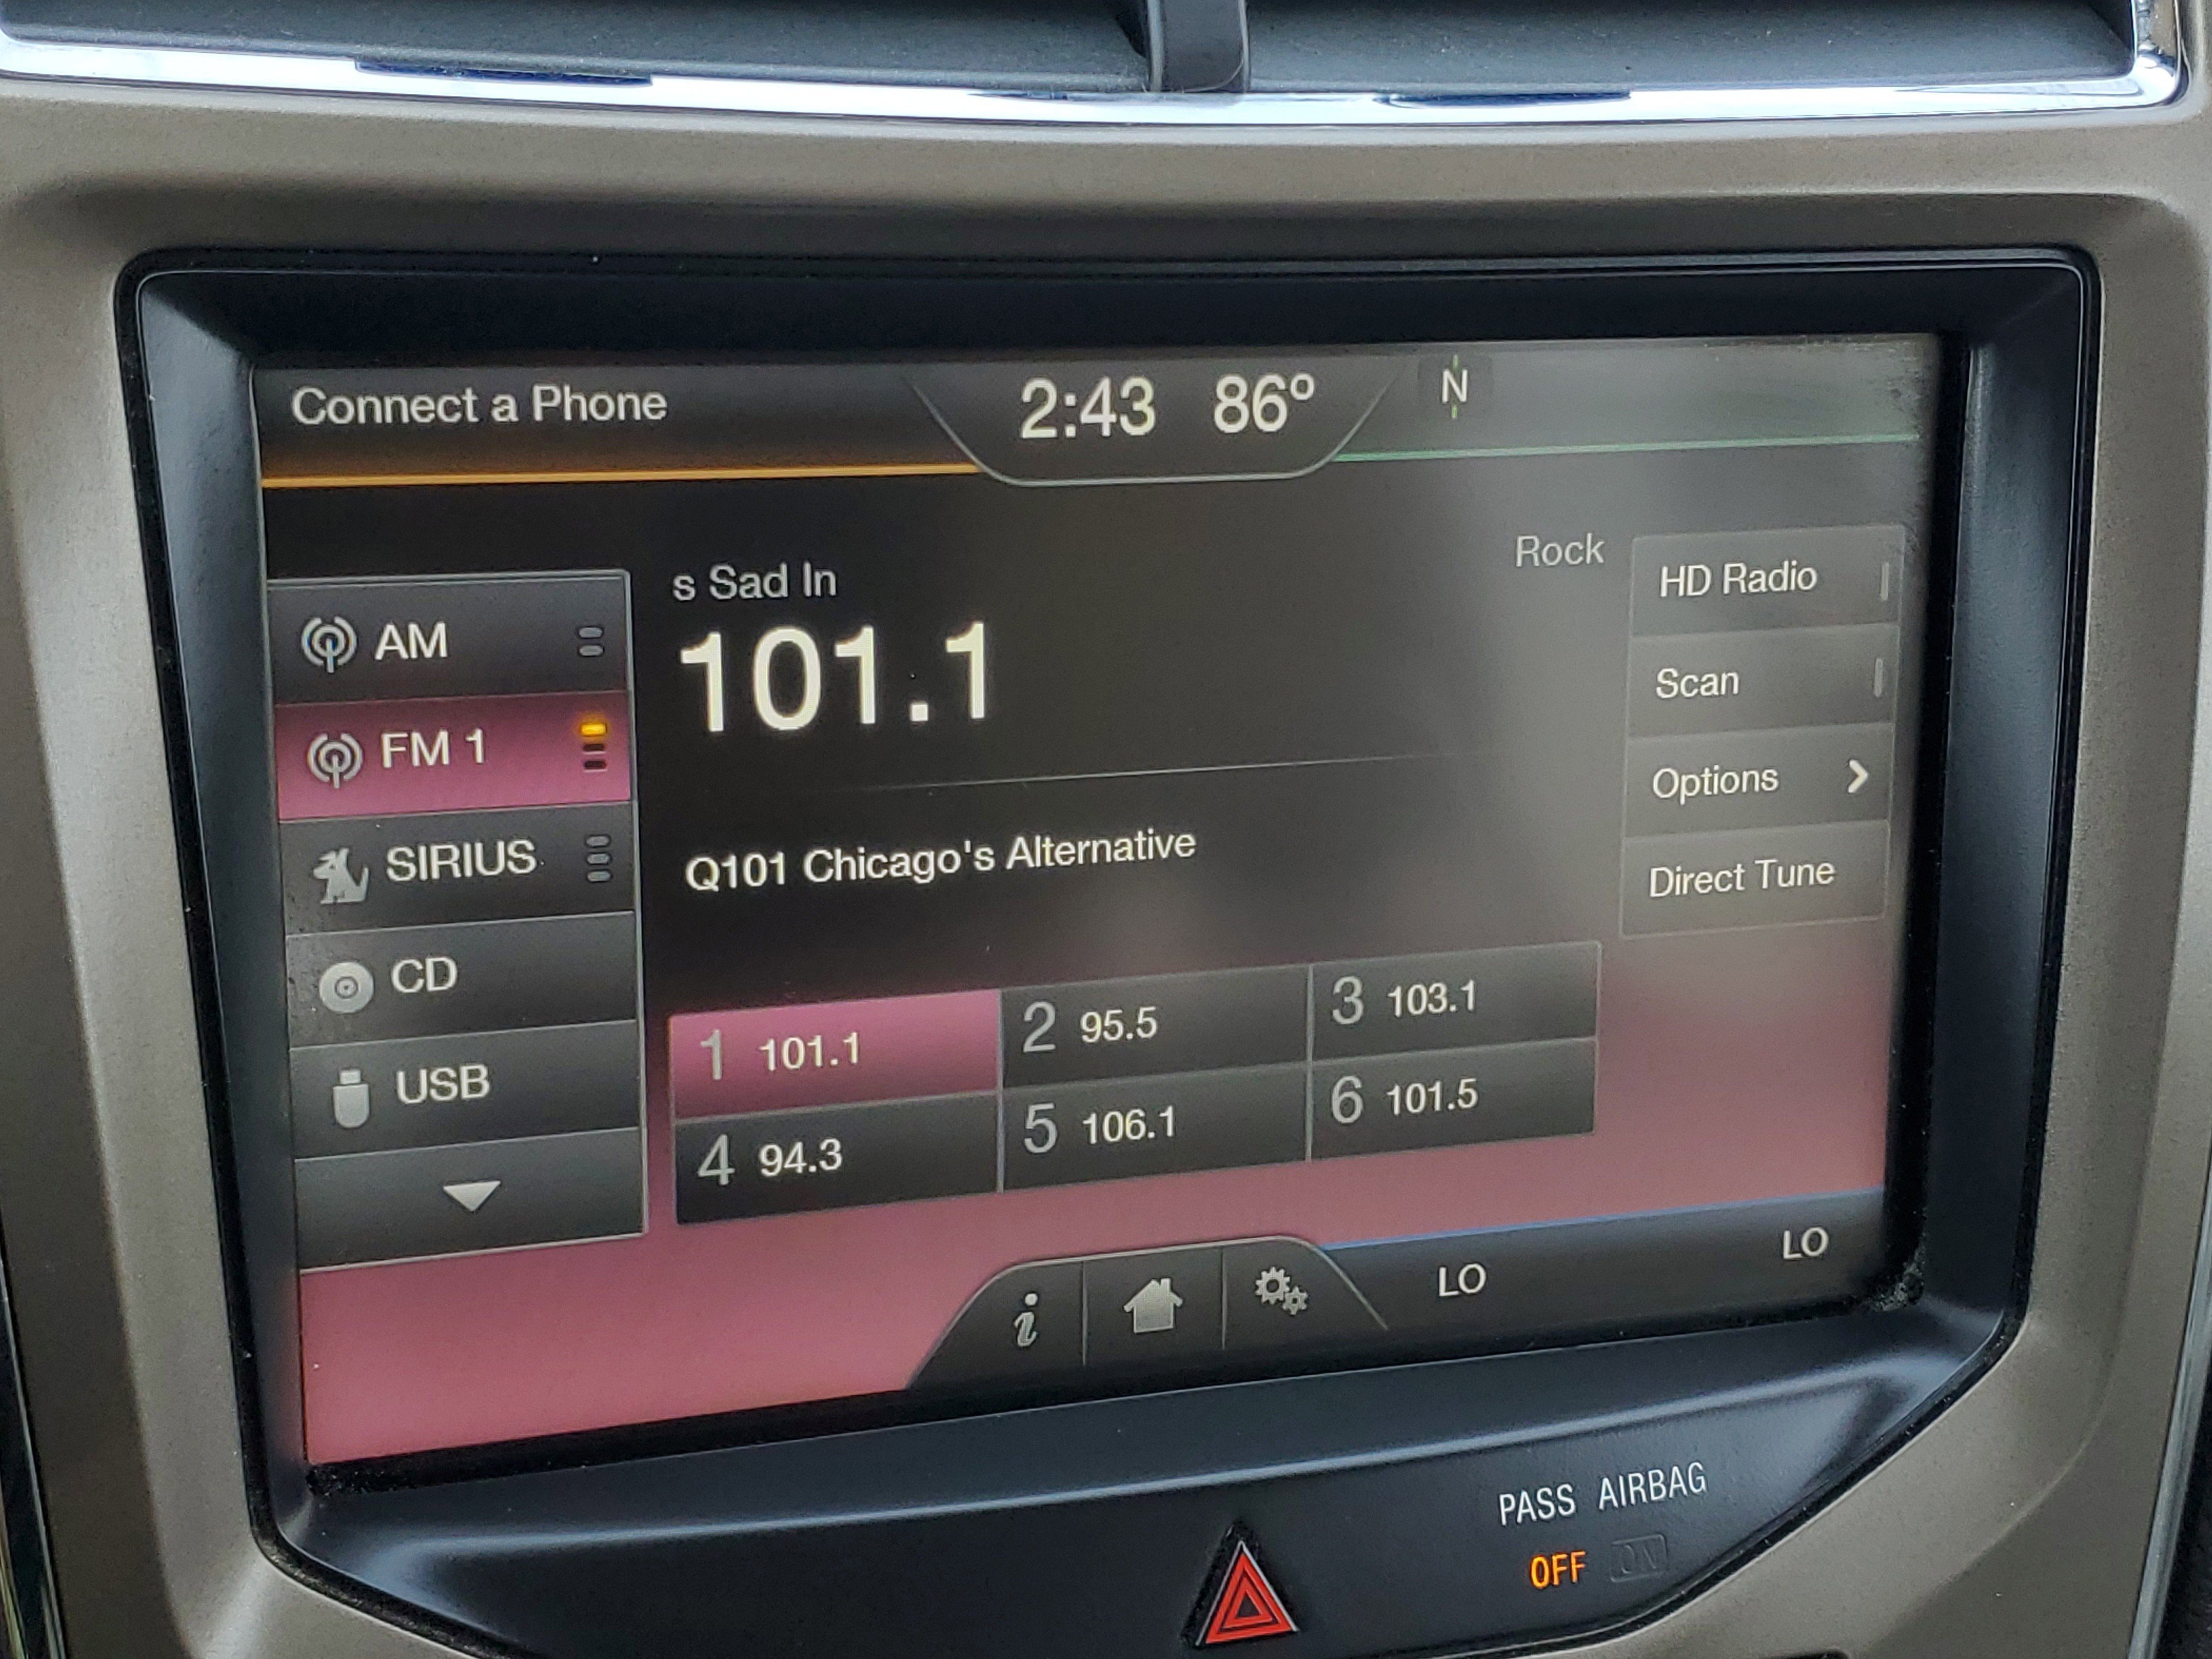 Connect a Phone
2:43 86°
N
s Sad In
Rock
101.1
Q101 Chicago's Alternative
AM
FM 1
SIRIUS
CD
USB
HD Radio
Scan
Options
Direct Tune
1 101.1
2 95.5
3 103.1
4 94.3
5 106.1
6 101.5
i
LO
LO
PASS AIRBAG
OFF ON